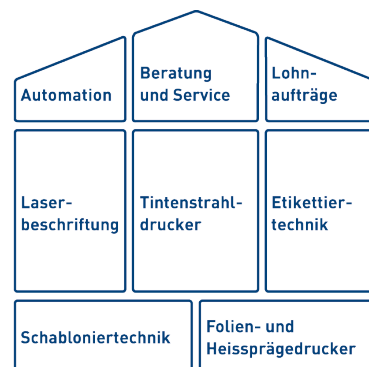 Automation
Beratung
und Service
Lohn-
aufträge
Laser-
beschriftung
Tintenstrahl-
drucker
Etikettier-
technik
Schabloniertechnik
Folien- und
Heissprägedrucker